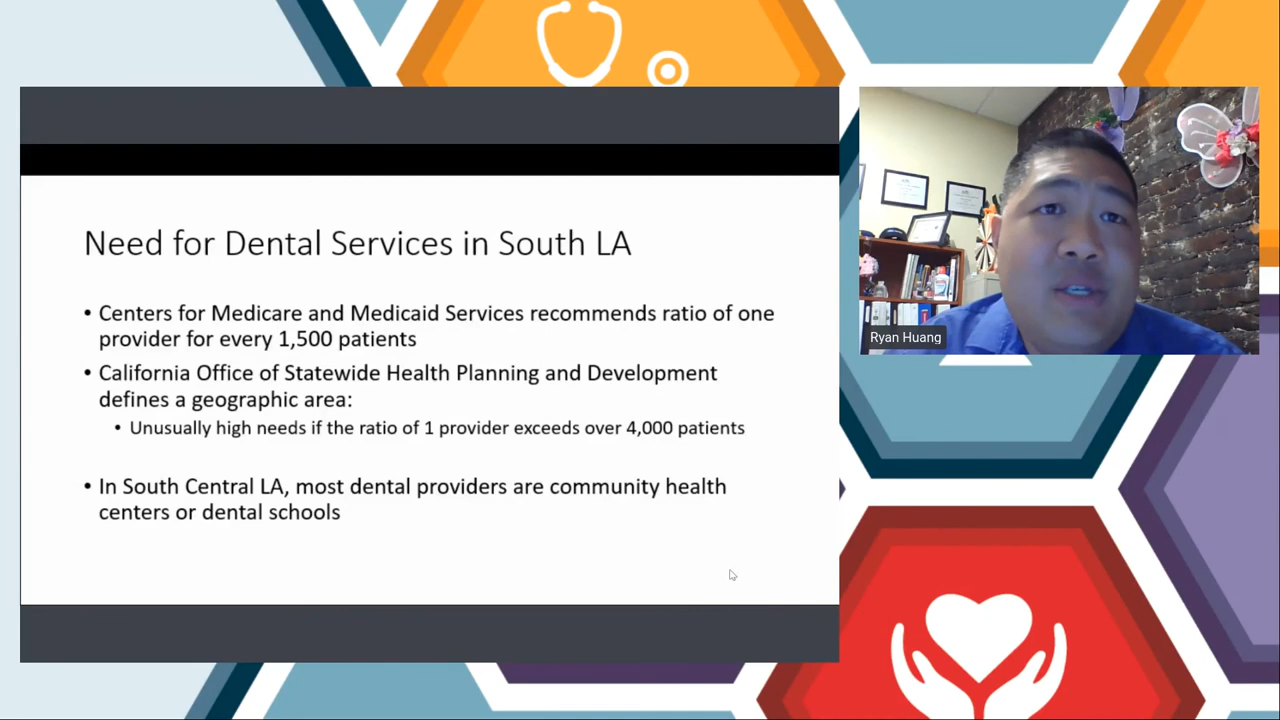 Need for Dental Services in South LA
• Centers for Medicare and Medicaid Services recommends ratio of one
provider for every 1,500 patients
• California Office of Statewide Health Planning and Development
defines a geographic area:
• Unusually high needs if the ratio of 1 provider exceeds over 4,000 patients
• In South Central LA, most dental providers are community health
centers or dental schools
Ryan Huang